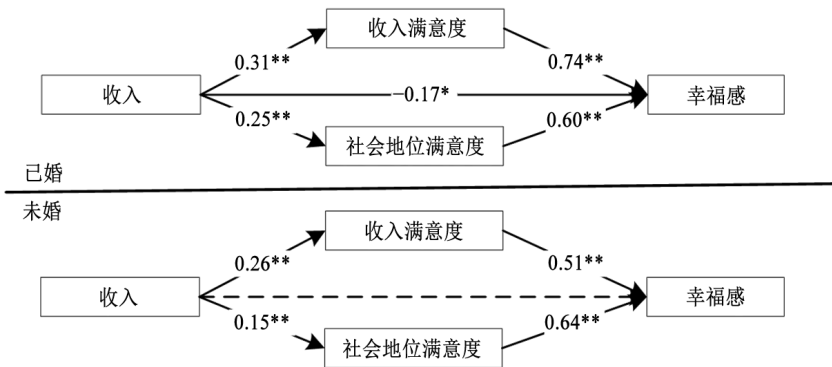 收入满意度
0.31**
0.74**
收入
−0.17*
幸福感
0.25**
0.60**
社会地位满意度
已婚
未婚
收入满意度
0.26**
0.51**
收入
幸福感
0.15**
0.64**
社会地位满意度